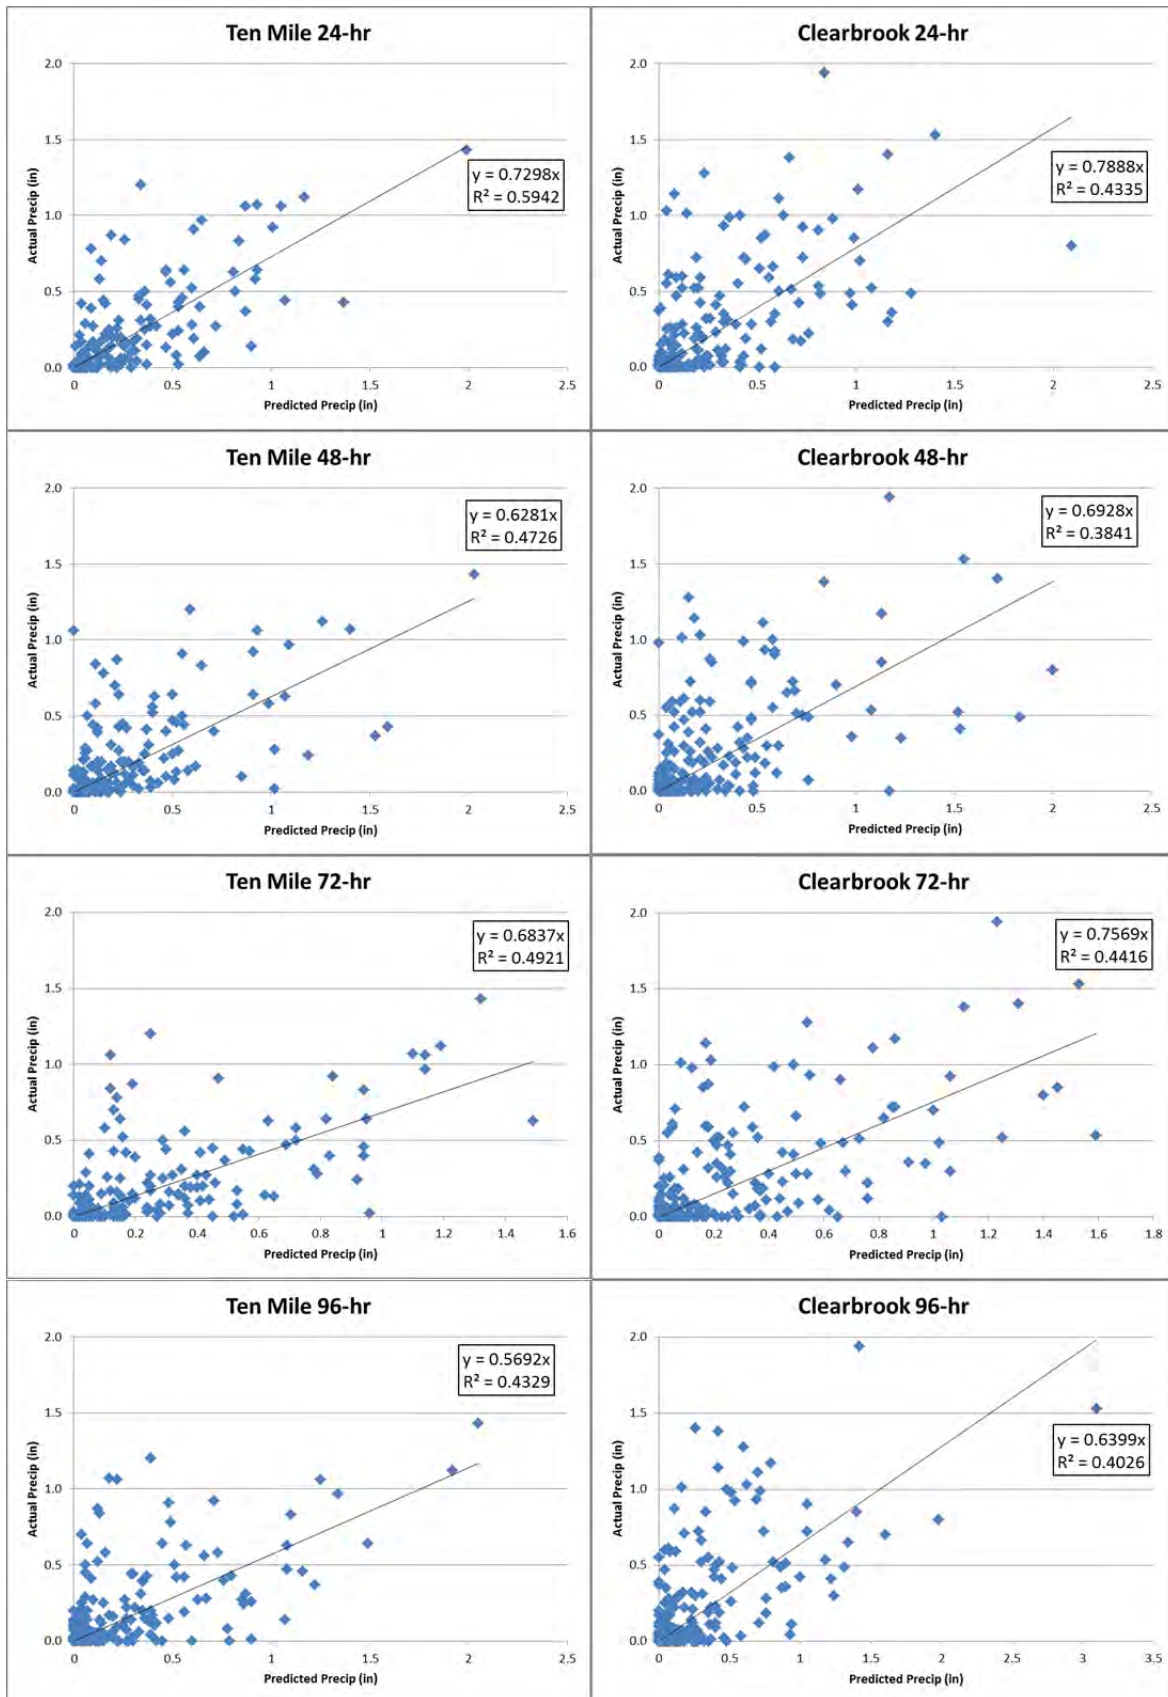 Ten Mile 24-hr
2.0
1.5
1.0
0.5
0.0
Actual Precip (in)
y = 0.7298x
R² = 0.5942
0 0.5 1 1.5 2 2.5
Predicted Precip (in)
Clearbrook 24-hr
2.0
1.5
1.0
0.5
0.0
Actual Precip (in)
y = 0.7888x
R² = 0.4335
0 0.5 1 1.5 2 2.5
Predicted Precip (in)
Ten Mile 48-hr
2.0
1.5
1.0
0.5
0.0
Actual Precip (in)
y = 0.6281x
R² = 0.4726
0 0.5 1 1.5 2 2.5
Predicted Precip (in)
Clearbrook 48-hr
2.0
1.5
1.0
0.5
0.0
Actual Precip (in)
y = 0.6928x
R² = 0.3841
0 0.5 1 1.5 2 2.5
Predicted Precip (in)
Ten Mile 72-hr
2.0
1.5
1.0
0.5
0.0
Actual Precip (in)
y = 0.6837x
R² = 0.4921
0 0.2 0.4 0.6 0.8 1 1.2 1.4 1.6
Predicted Precip (in)
Clearbrook 72-hr
2.0
1.5
1.0
0.5
0.0
Actual Precip (in)
y = 0.7569x
R² = 0.4416
0 0.2 0.4 0.6 0.8 1 1.2 1.4 1.6 1.8
Predicted Precip (in)
Ten Mile 96-hr
2.0
1.5
1.0
0.5
0.0
Actual Precip (in)
y = 0.5692x
R² = 0.4329
0 0.5 1 1.5 2 2.5
Predicted Precip (in)
Clearbrook 96-hr
2.0
1.5
1.0
0.5
0.0
Actual Precip (in)
y = 0.6399x
R² = 0.4026
0 0.5 1 1.5 2 2.5 3 3.5
Predicted Precip (in)